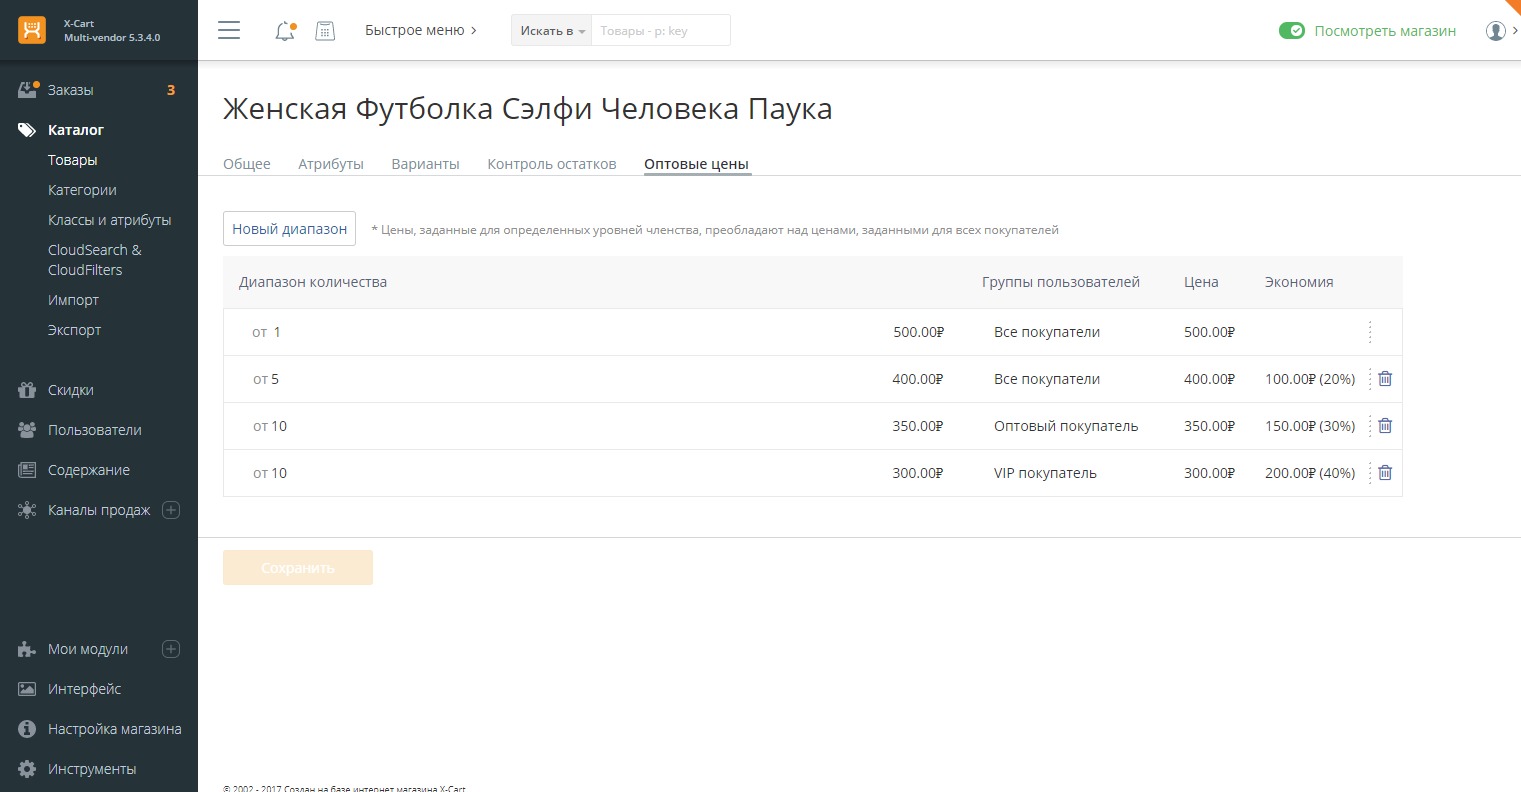 X-Cart
Multi-vendor 5.3.4.0
Быстрое меню
Искать в
Товары - p: key
Посмотреть магазин
Заказы 3
Каталог
Товары
Категории
Классы и атрибуты
CloudSearch &
CloudFilters
Импорт
Экспорт
Скидки
Пользователи
Содержание
Каналы продаж
Мои модули
Интерфейс
Настройка магазина
Инструменты
Женская Футболка Сэлфи Человека Паука
Общее Атрибуты Варианты Контроль остатков Оптовые цены
Новый диапазон * Цены, заданные для определенных уровней членства, преобладают над ценами, заданными для всех покупателей
Диапазон количества Группы пользователей Цена Экономия
от 1 500.00₽ Все покупатели 500.00₽
от 5 400.00₽ Все покупатели 400.00₽ 100.00₽ (20%)
от 10 350.00₽ Оптовый покупатель 350.00₽ 150.00₽ (30%)
от 10 300.00₽ VIP покупатель 300.00₽ 200.00₽ (40%)
Сохранить
© 2002 - 2017 Создан на базе интернет магазина X-Cart